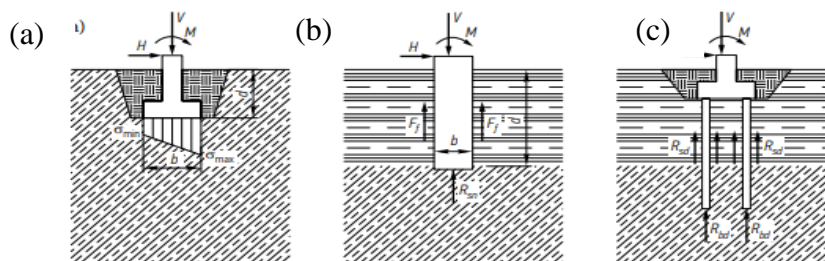 (a) ı)
V
M
H
d
σmin
b
σmax
(b)
V
M
H
Ff
b
Ff
d
Rsn
(c)
V
M
Rsd
Rsd
Rbd
Rbd